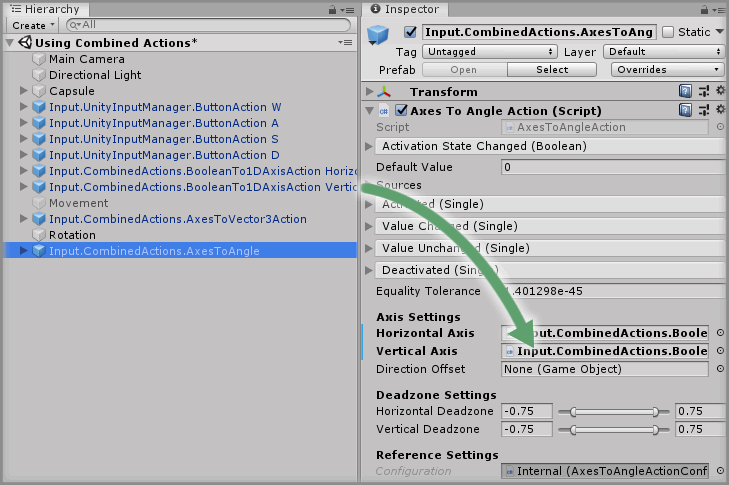 Hierarchy
Create
All
Using Combined Actions*
Main Camera
Directional Light
Capsule
Input.UnityInputManager.ButtonAction W
Input.UnityInputManager.ButtonAction A
Input.UnityInputManager.ButtonAction S
Input.UnityInputManager.ButtonAction D
Input.CombinedActions.BooleanTo1DAxisAction Horizo
Input.CombinedActions.BooleanTo1DAxisAction Vertic
Movement
Input.CombinedActions.AxesToVector3Action
Rotation
Input.CombinedActions.AxesToAngle
Inspector
Input.CombinedActions.AxesToAng Static
Tag Untagged Layer Default
Prefab Open Select Overrides
Transform
Axes To Angle Action (Script)
Script AxesToAngleAction
Activation State Changed (Boolean)
Default Value 0
Sources
Activated (Single)
Value Changed (Single)
Value Unchanged (Single)
Deactivated (Single)
Equality Tolerance 1.401298e-45
Axis Settings
Horizontal Axis Input.CombinedActions.Boole
Vertical Axis Input.CombinedActions.Boole
Direction Offset None (Game Object)
Deadzone Settings
Horizontal Deadzone -0.75 0.75
Vertical Deadzone -0.75 0.75
Reference Settings
Configuration Internal (AxesToAngleActionConf